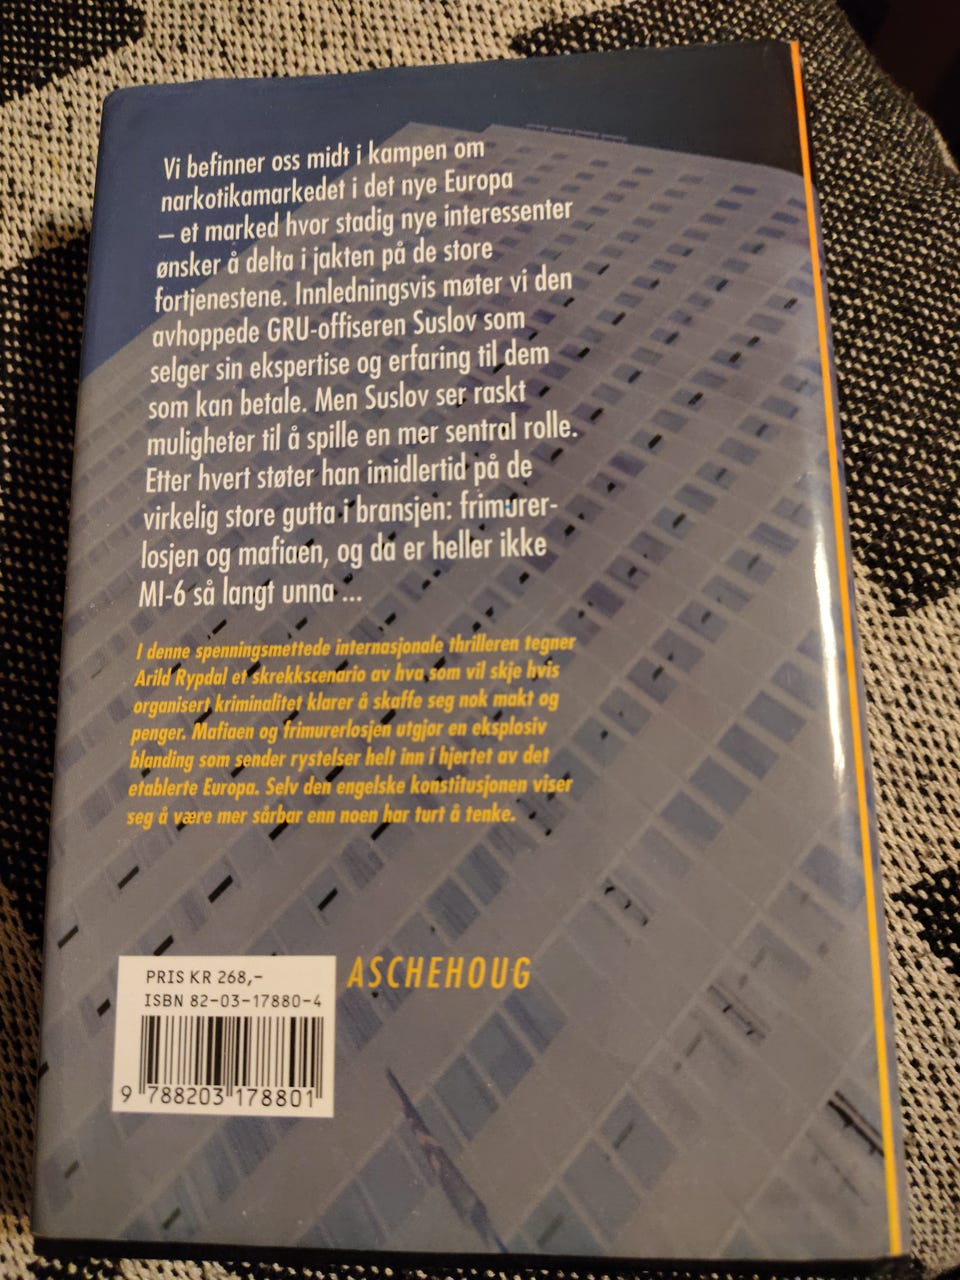 Vi befinner oss midt i kampen om
narkotikamarkedet i det nye Europa
– et marked hvor stadig nye interessenter
ønsker å delta i jakten på de store
fortjenestene. Innledningsvis møter vi den
avhoppede GRU-offiseren Suslov som
selger sin ekspertise og erfaring til dem
som kan betale. Men Suslov ser raskt
muligheter til å spille en mer sentral rolle.
Etter hvert støter han imidlertid på de
virkelig store gutta i bransjen: frimurer-
losjen og mafiaen, og da er heller ikke
MI-6 så langt unna ...
I denne spenningsmettede internasjonale thrilleren tegner
Arild Rypdal et skrekkscenario av hva som vil skje hvis
organisert kriminalitet klarer å skaffe seg nok makt og
penger. Mafiaen og frimurerlosjen utgjør en eksplosiv
blanding som sender rystelser helt inn i hjertet av det
etablerte Europa. Selv den engelske konstitusjonen viser
seg å være mer sårbar enn noen har turt å tenke.
ASCHEHOUG
PRIS KR 268,-
ISBN 82-03-17880-4
9 788203 178801